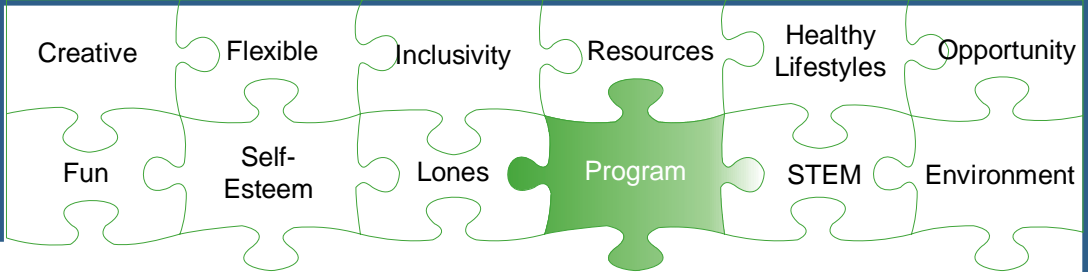 Creative
Flexible
Inclusivity
Resources
Healthy
Lifestyles
Opportunity
Fun
Self-
Esteem
Lones
Program
STEM
Environment